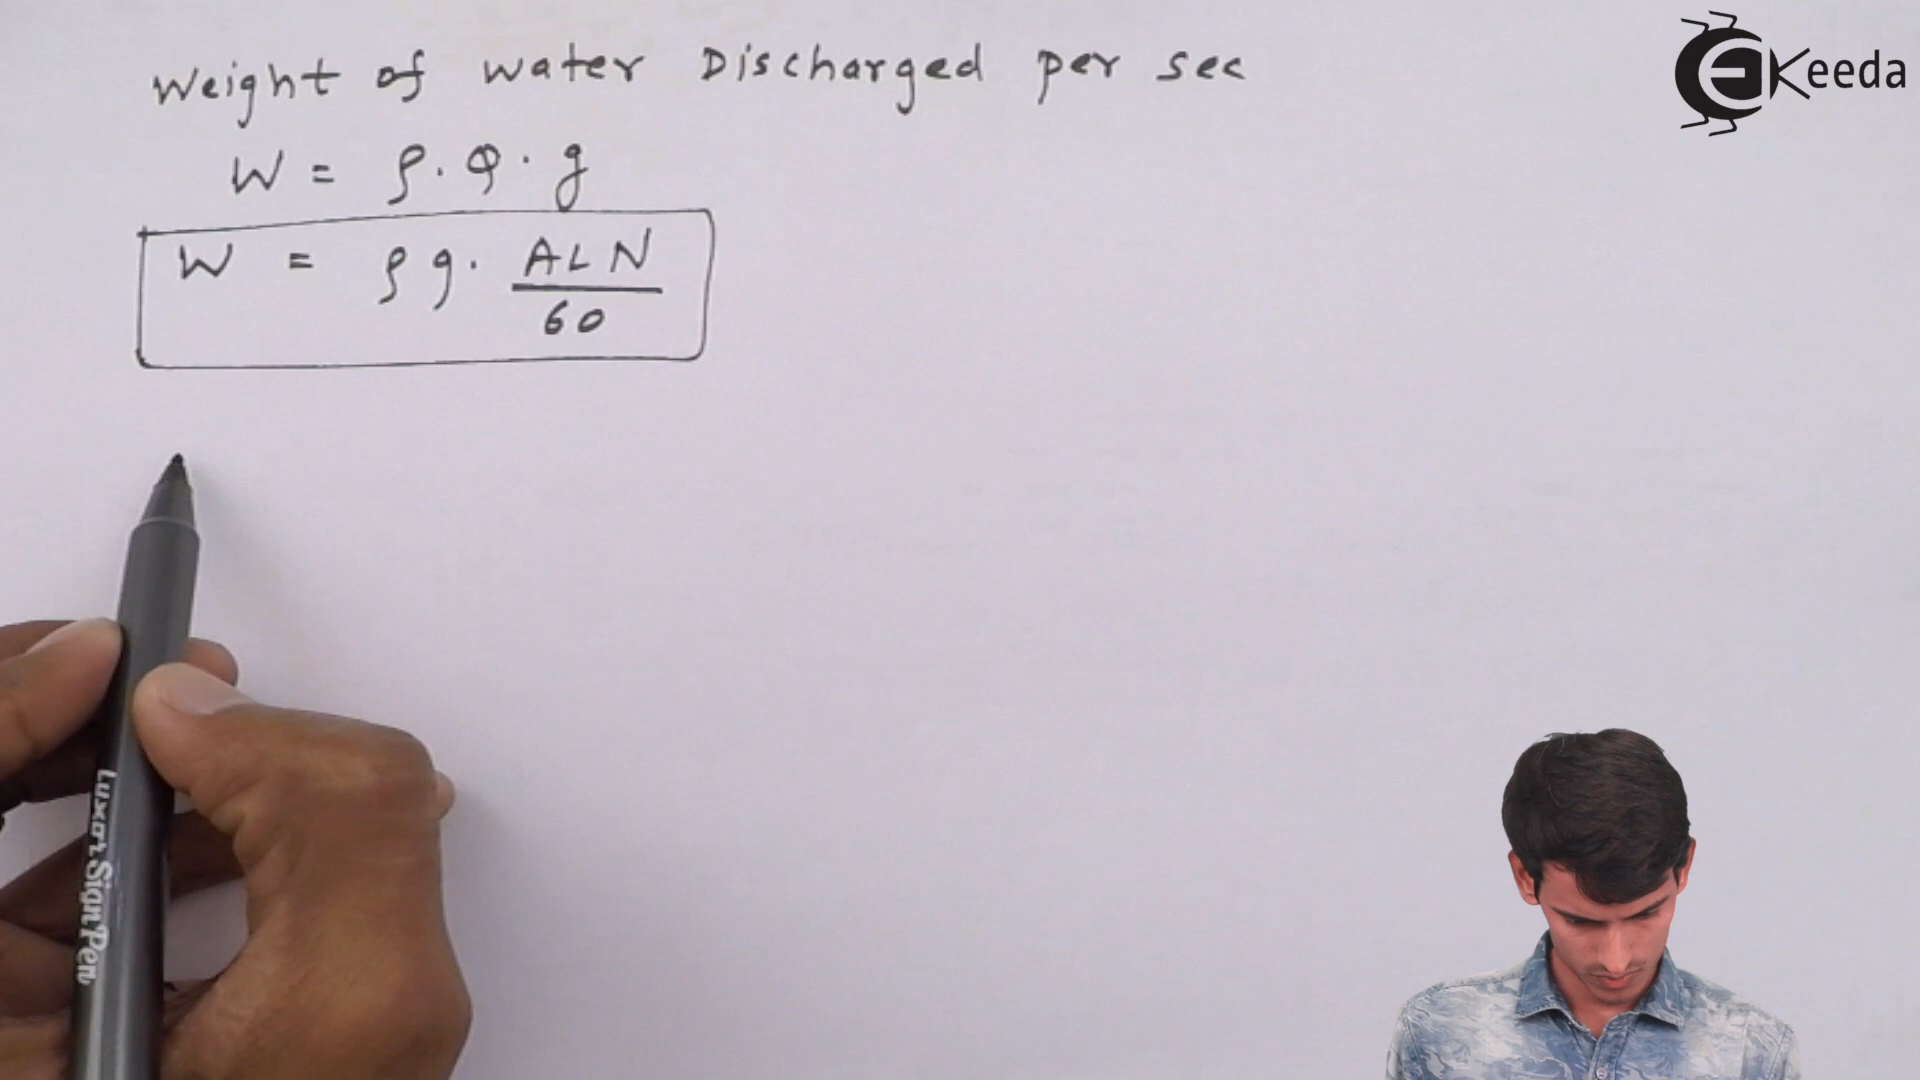 Weight of water Discharged per sec
W = ρ.Q.g
W = ρg. ALN
60
Keeda
Luxor Sign Pen